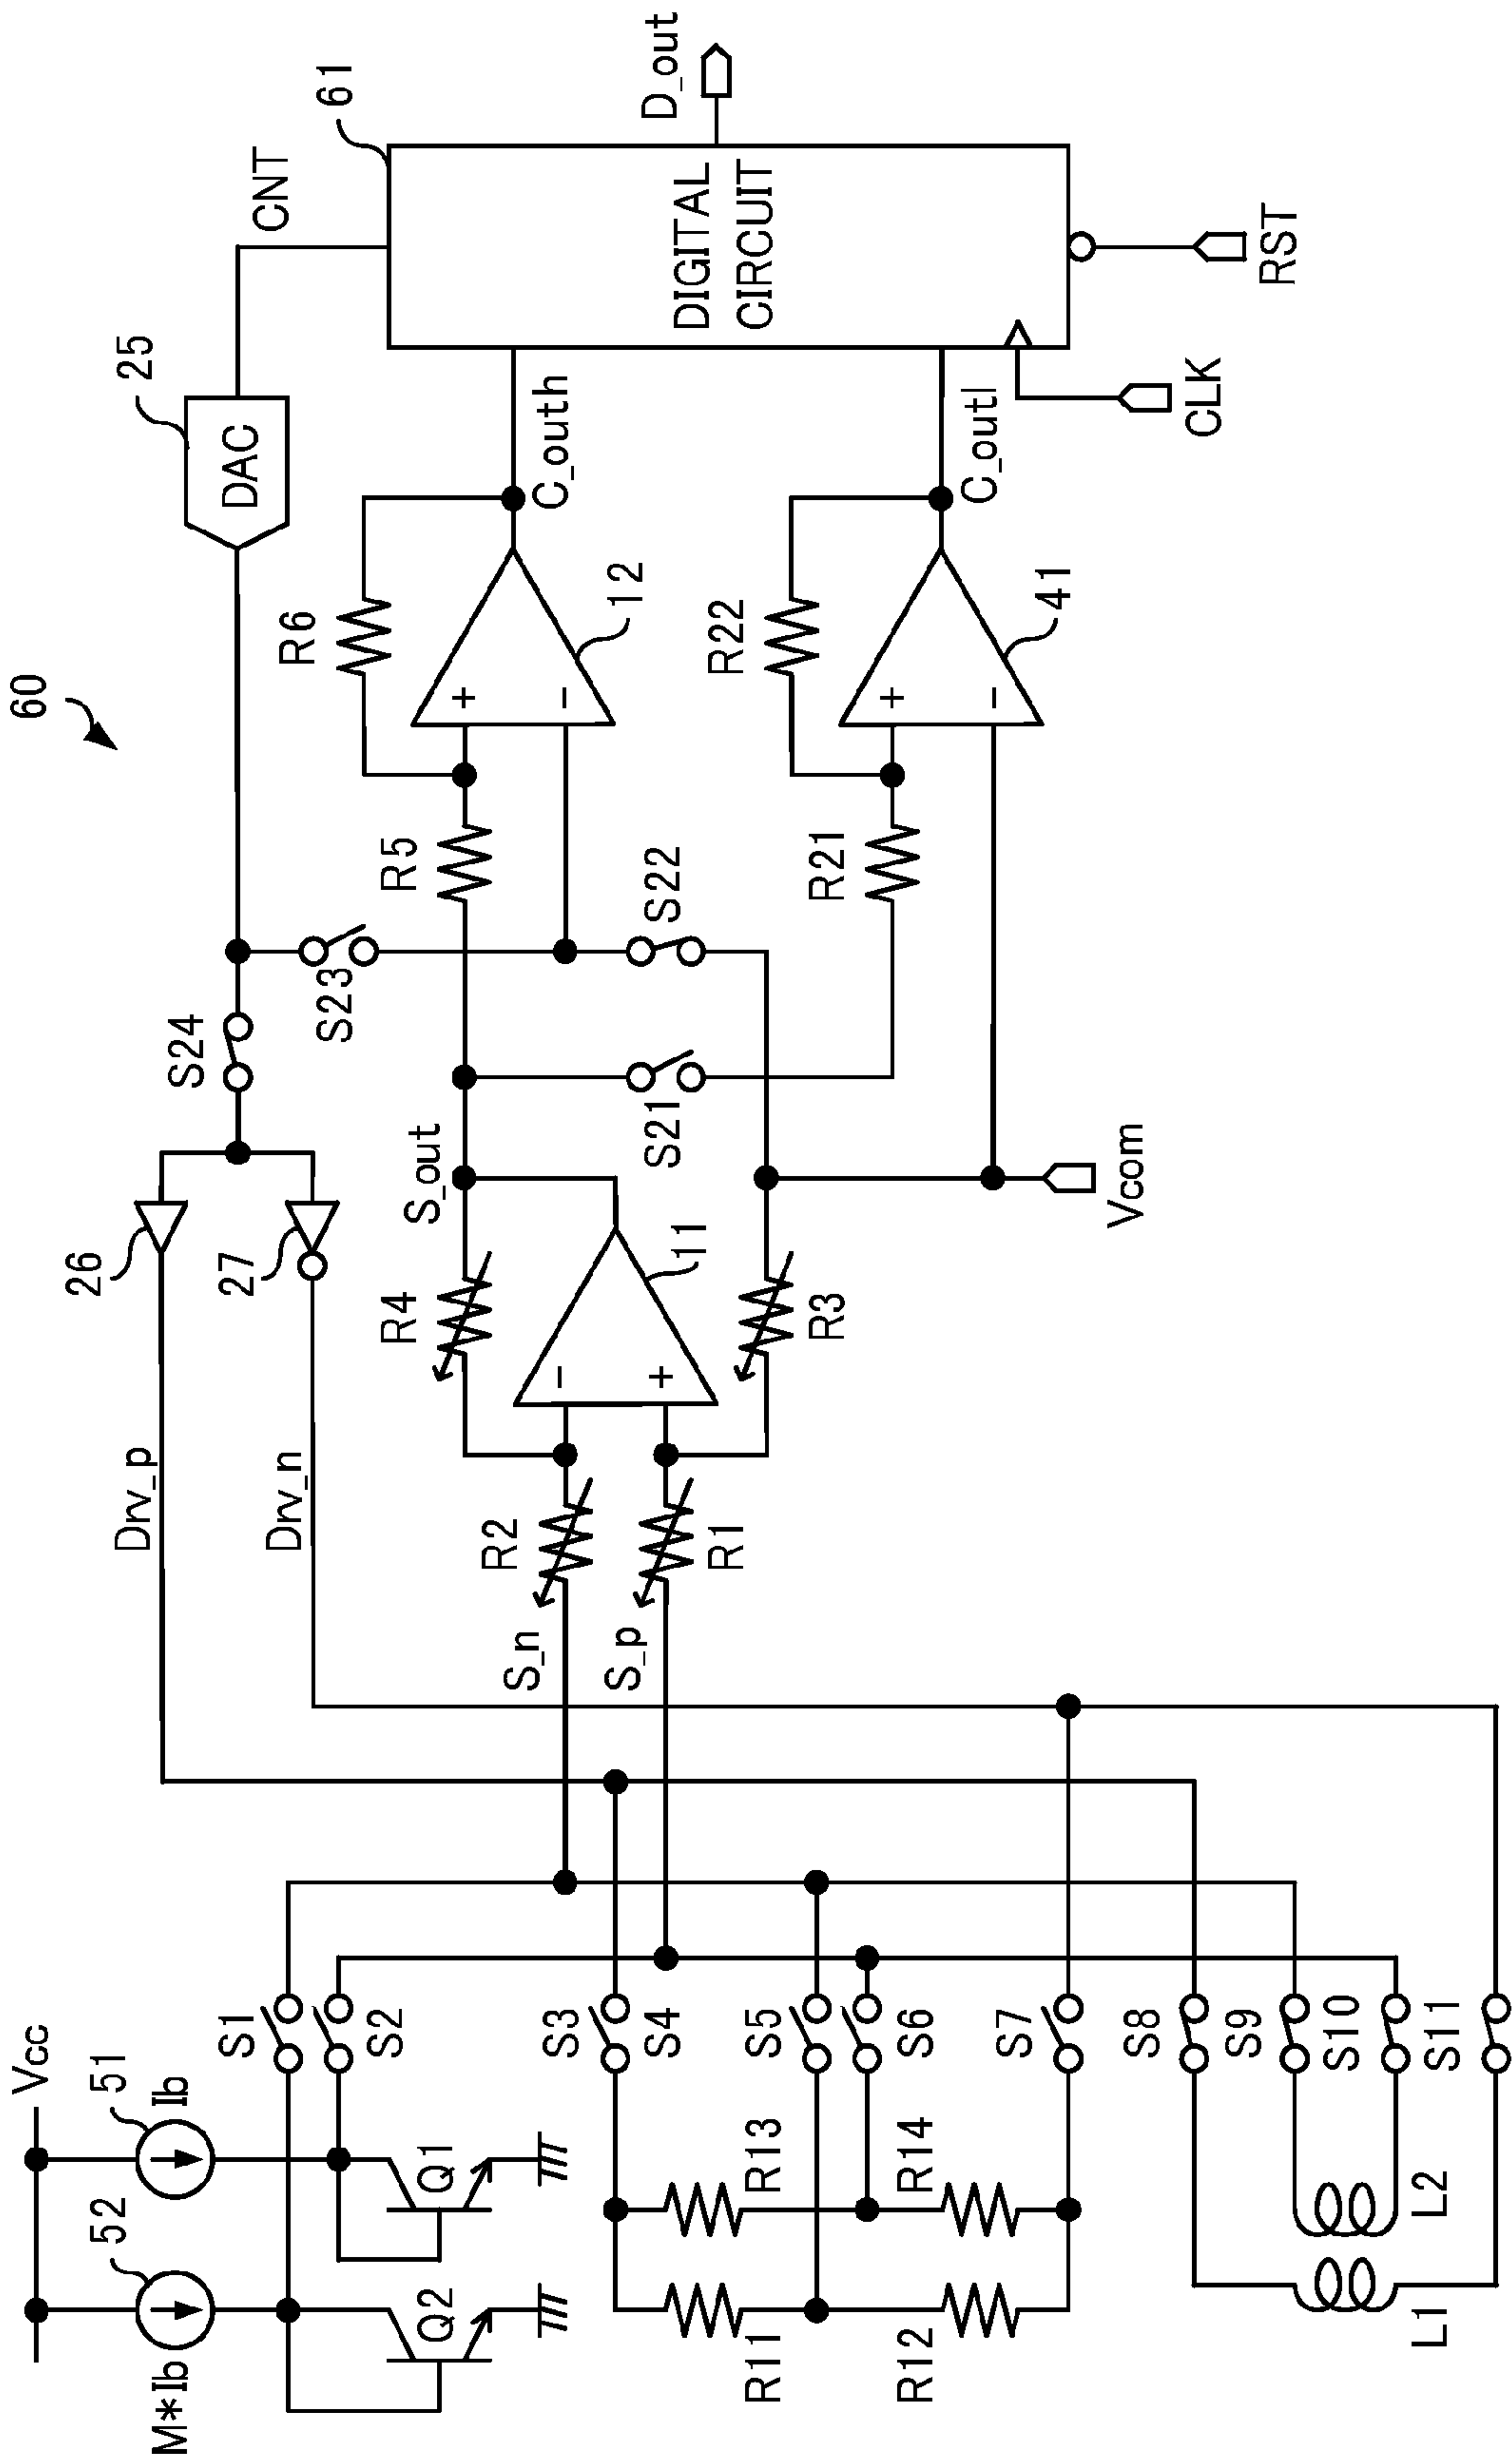 60
Vcc
M*Ib
52
51
Ib
Q2
Q1
S1
S2
S3
S4
S5
S6
S7
S8
S9
S10
S11
R11
R13
R12
R14
L1
L2
Drv_p
Drv_n
26
27
S24
25
DAC
CNT
61
S_n
S_p
R2
R1
-
+
11
R4
R3
S_out
S23
S22
S21
R5
R6
+
-
12
C_outh
R21
R22
+
-
41
C_outl
Vcom
DIGITAL
CIRCUIT
D_out
CLK
RST